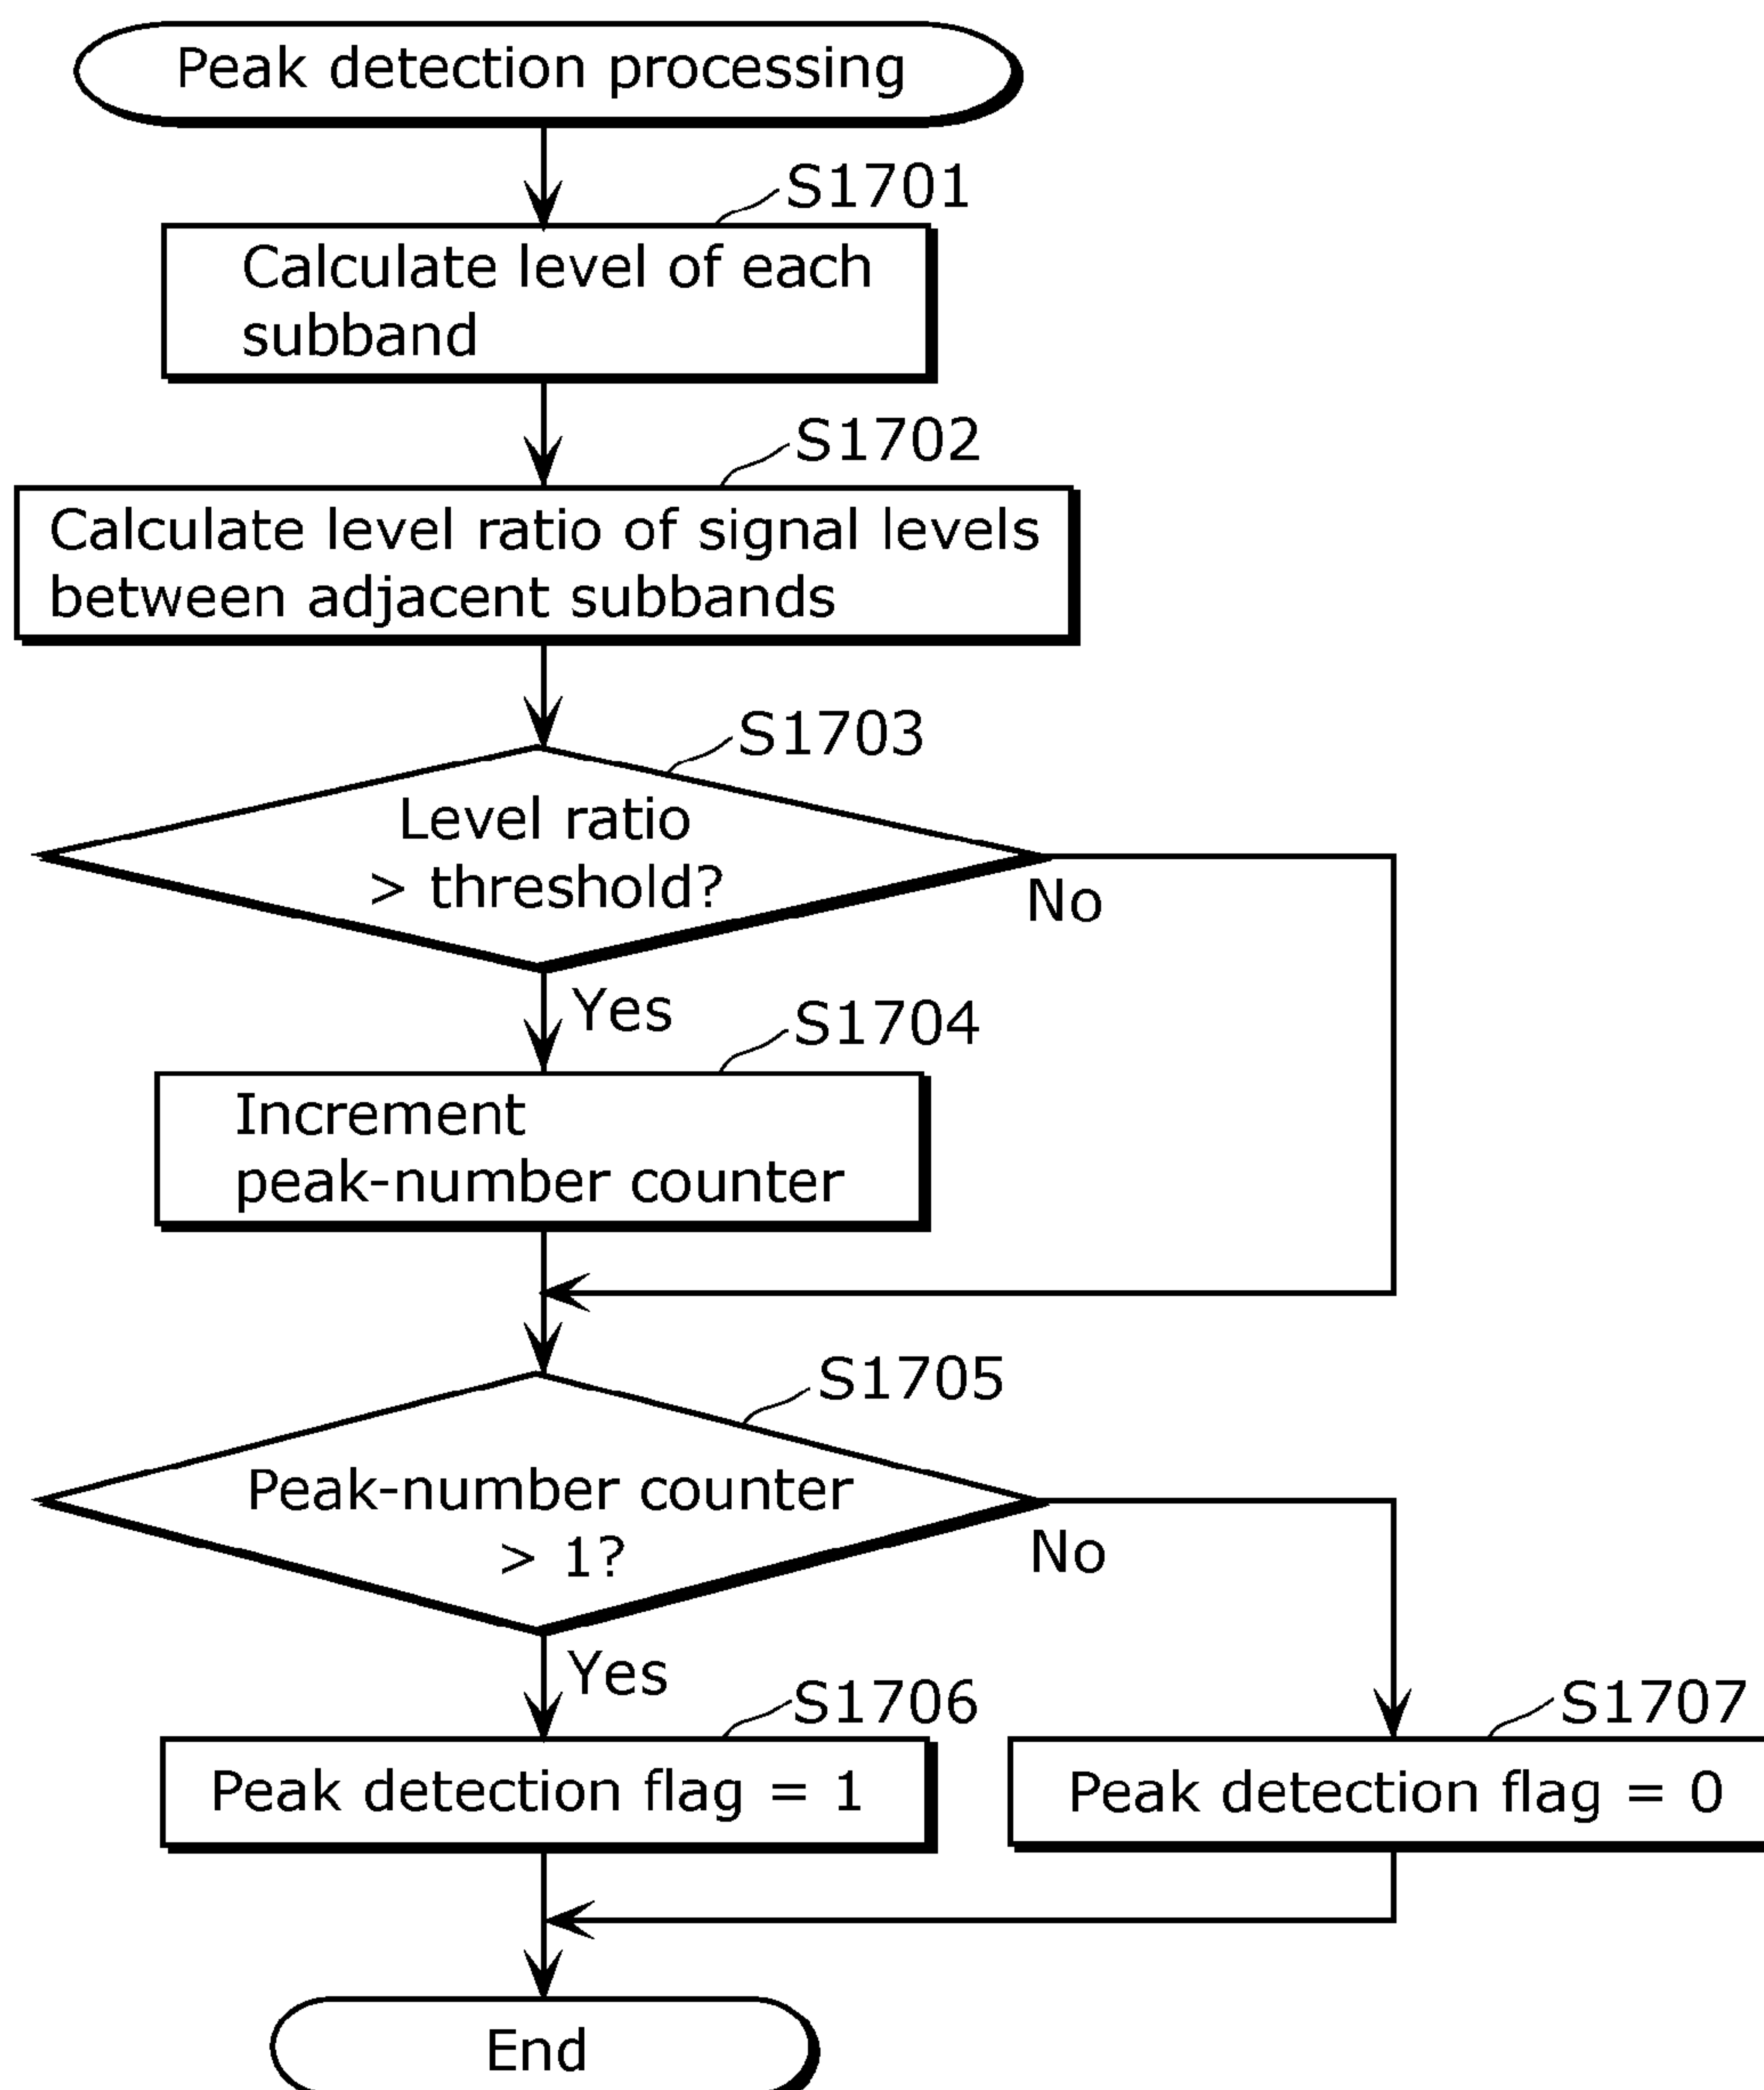 Peak detection processing
S1701
Calculate level of each
subband
S1702
Calculate level ratio of signal levels
between adjacent subbands
S1703
Level ratio
> threshold?
No
Yes
S1704
Increment
peak-number counter
S1705
Peak-number counter
> 1?
No
Yes
S1706
S1707
Peak detection flag = 1
Peak detection flag = 0
End